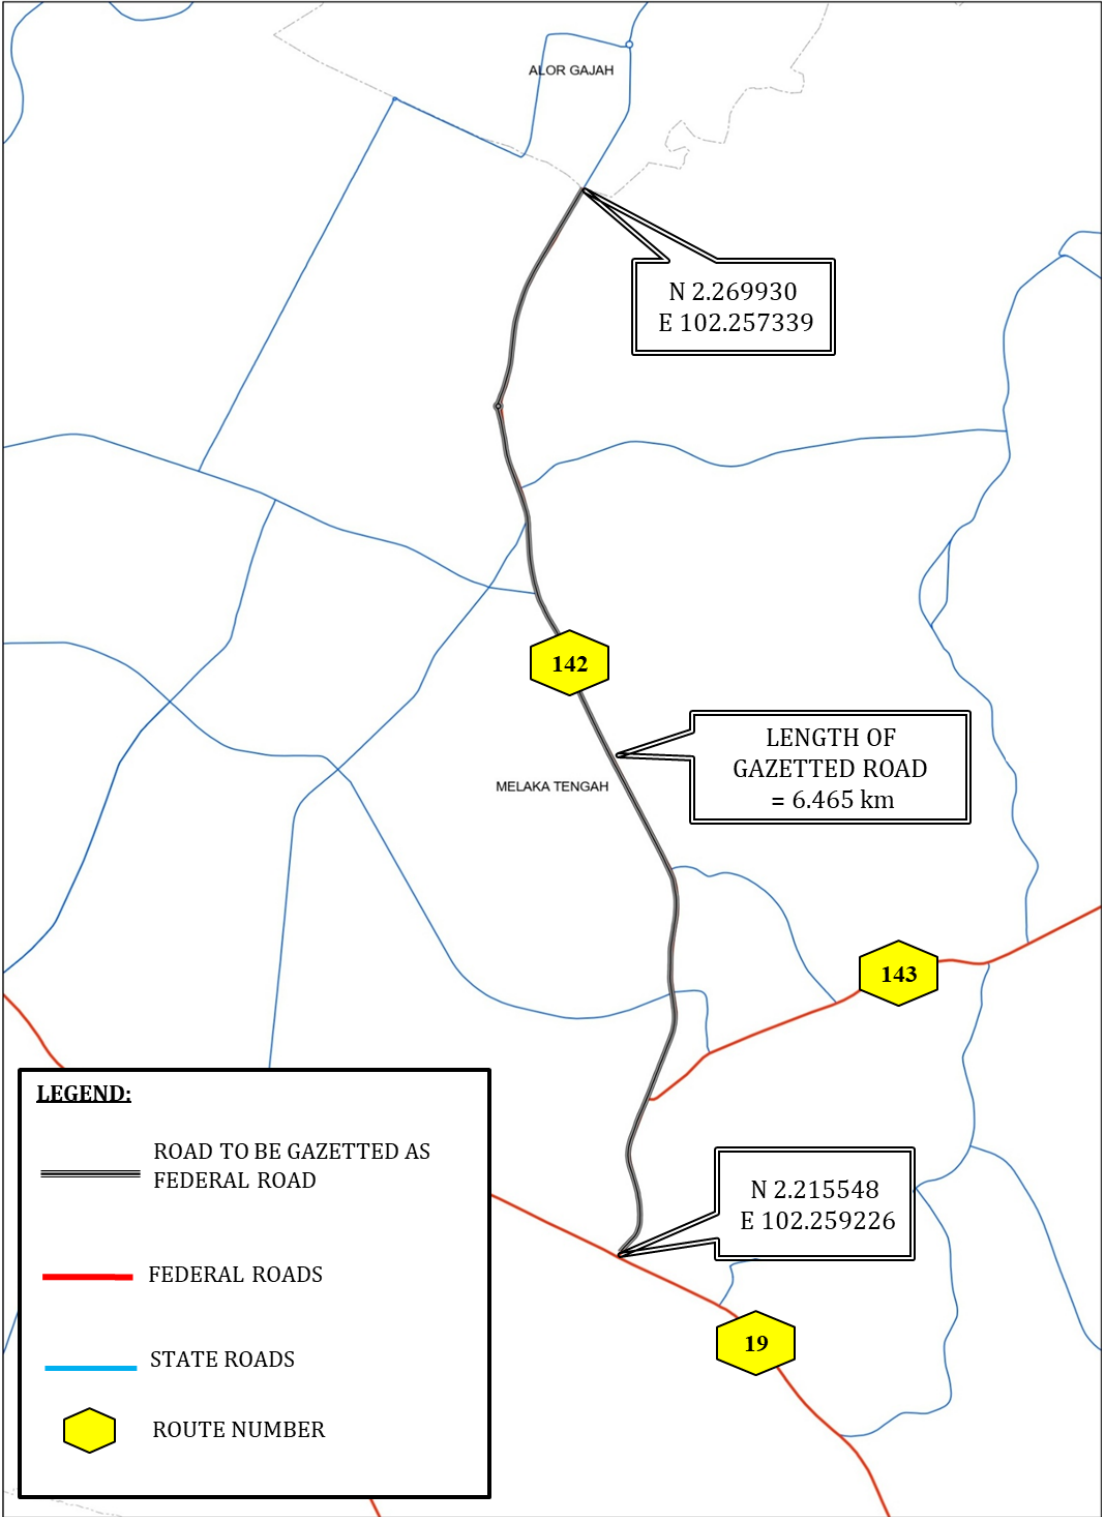 ALOR GAJAH
N 2.269930
E 102.257339
142
LENGTH OF
GAZETTED ROAD
= 6.465 km
MELAKA TENGAH
143
LEGEND:
ROAD TO BE GAZETTED AS
FEDERAL ROAD
FEDERAL ROADS
STATE ROADS
ROUTE NUMBER
N 2.215548
E 102.259226
19